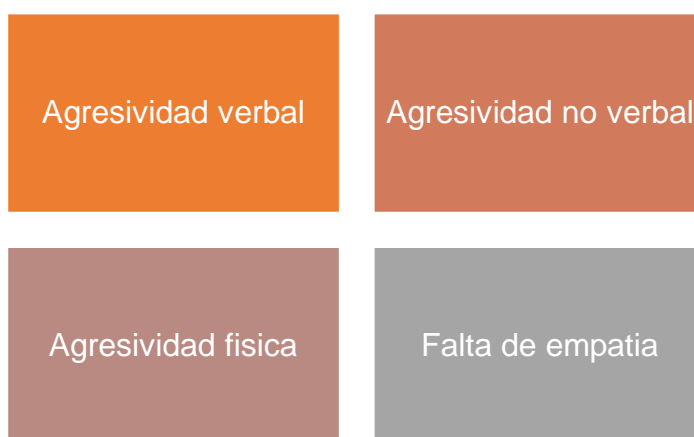 Agresividad verbal
Agresividad no verbal
Agresividad fisica
Falta de empatia